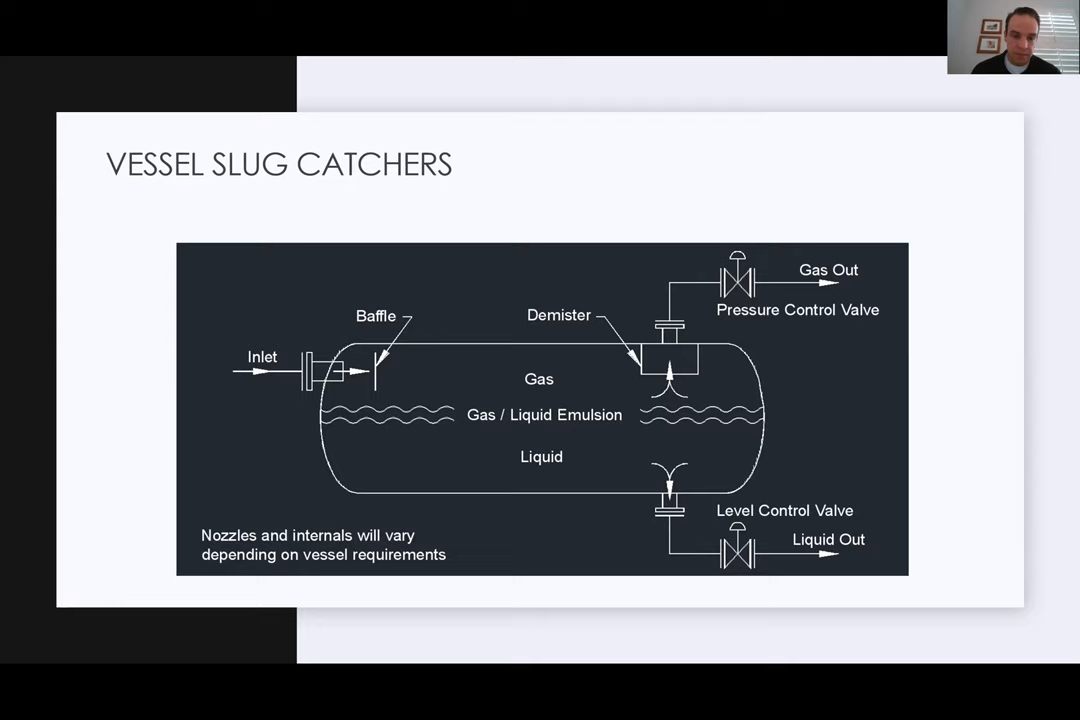 VESSEL SLUG CATCHERS
Gas Out
Pressure Control Valve
Baffle
Demister
Inlet
Gas
Gas / Liquid Emulsion
Liquid
Level Control Valve
Liquid Out
Nozzles and internals will vary
depending on vessel requirements